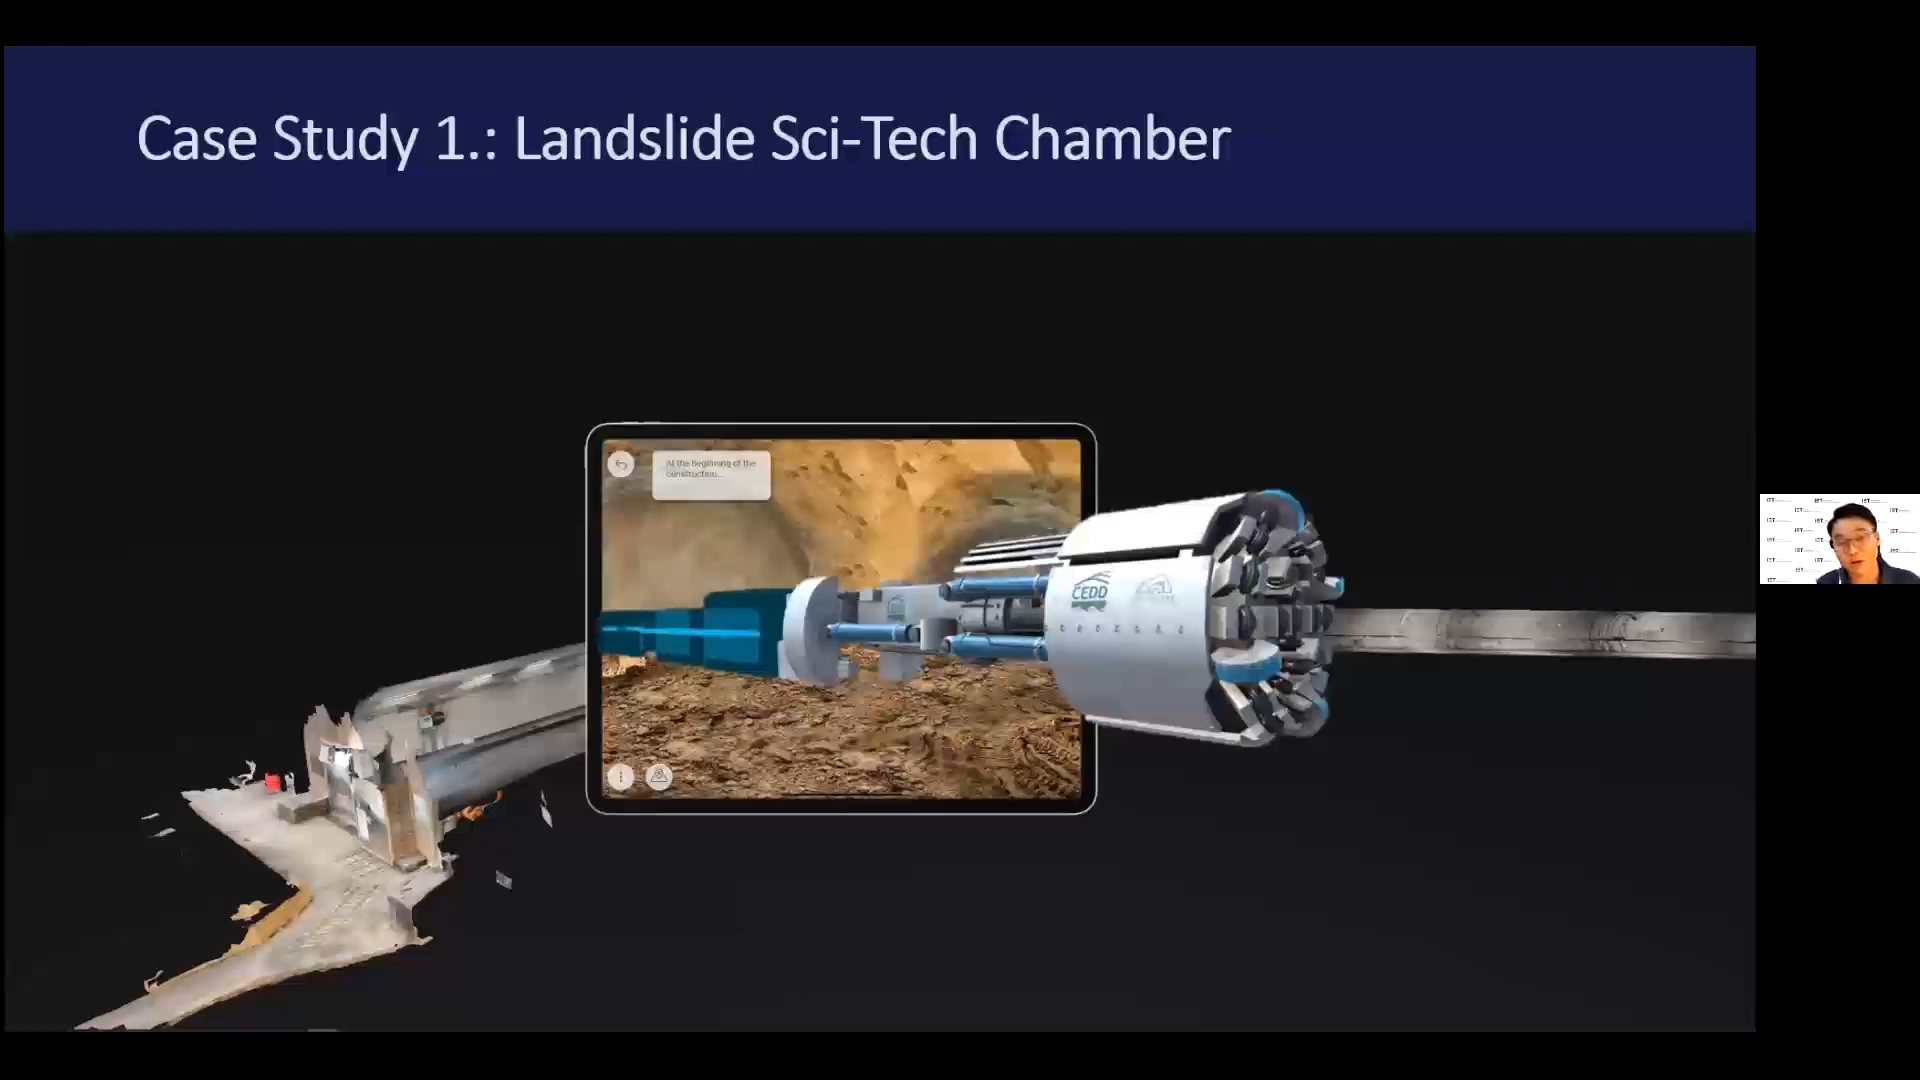 Case Study 1.: Landslide Sci-Tech Chamber
At the beginning of the
construction...
CEDD